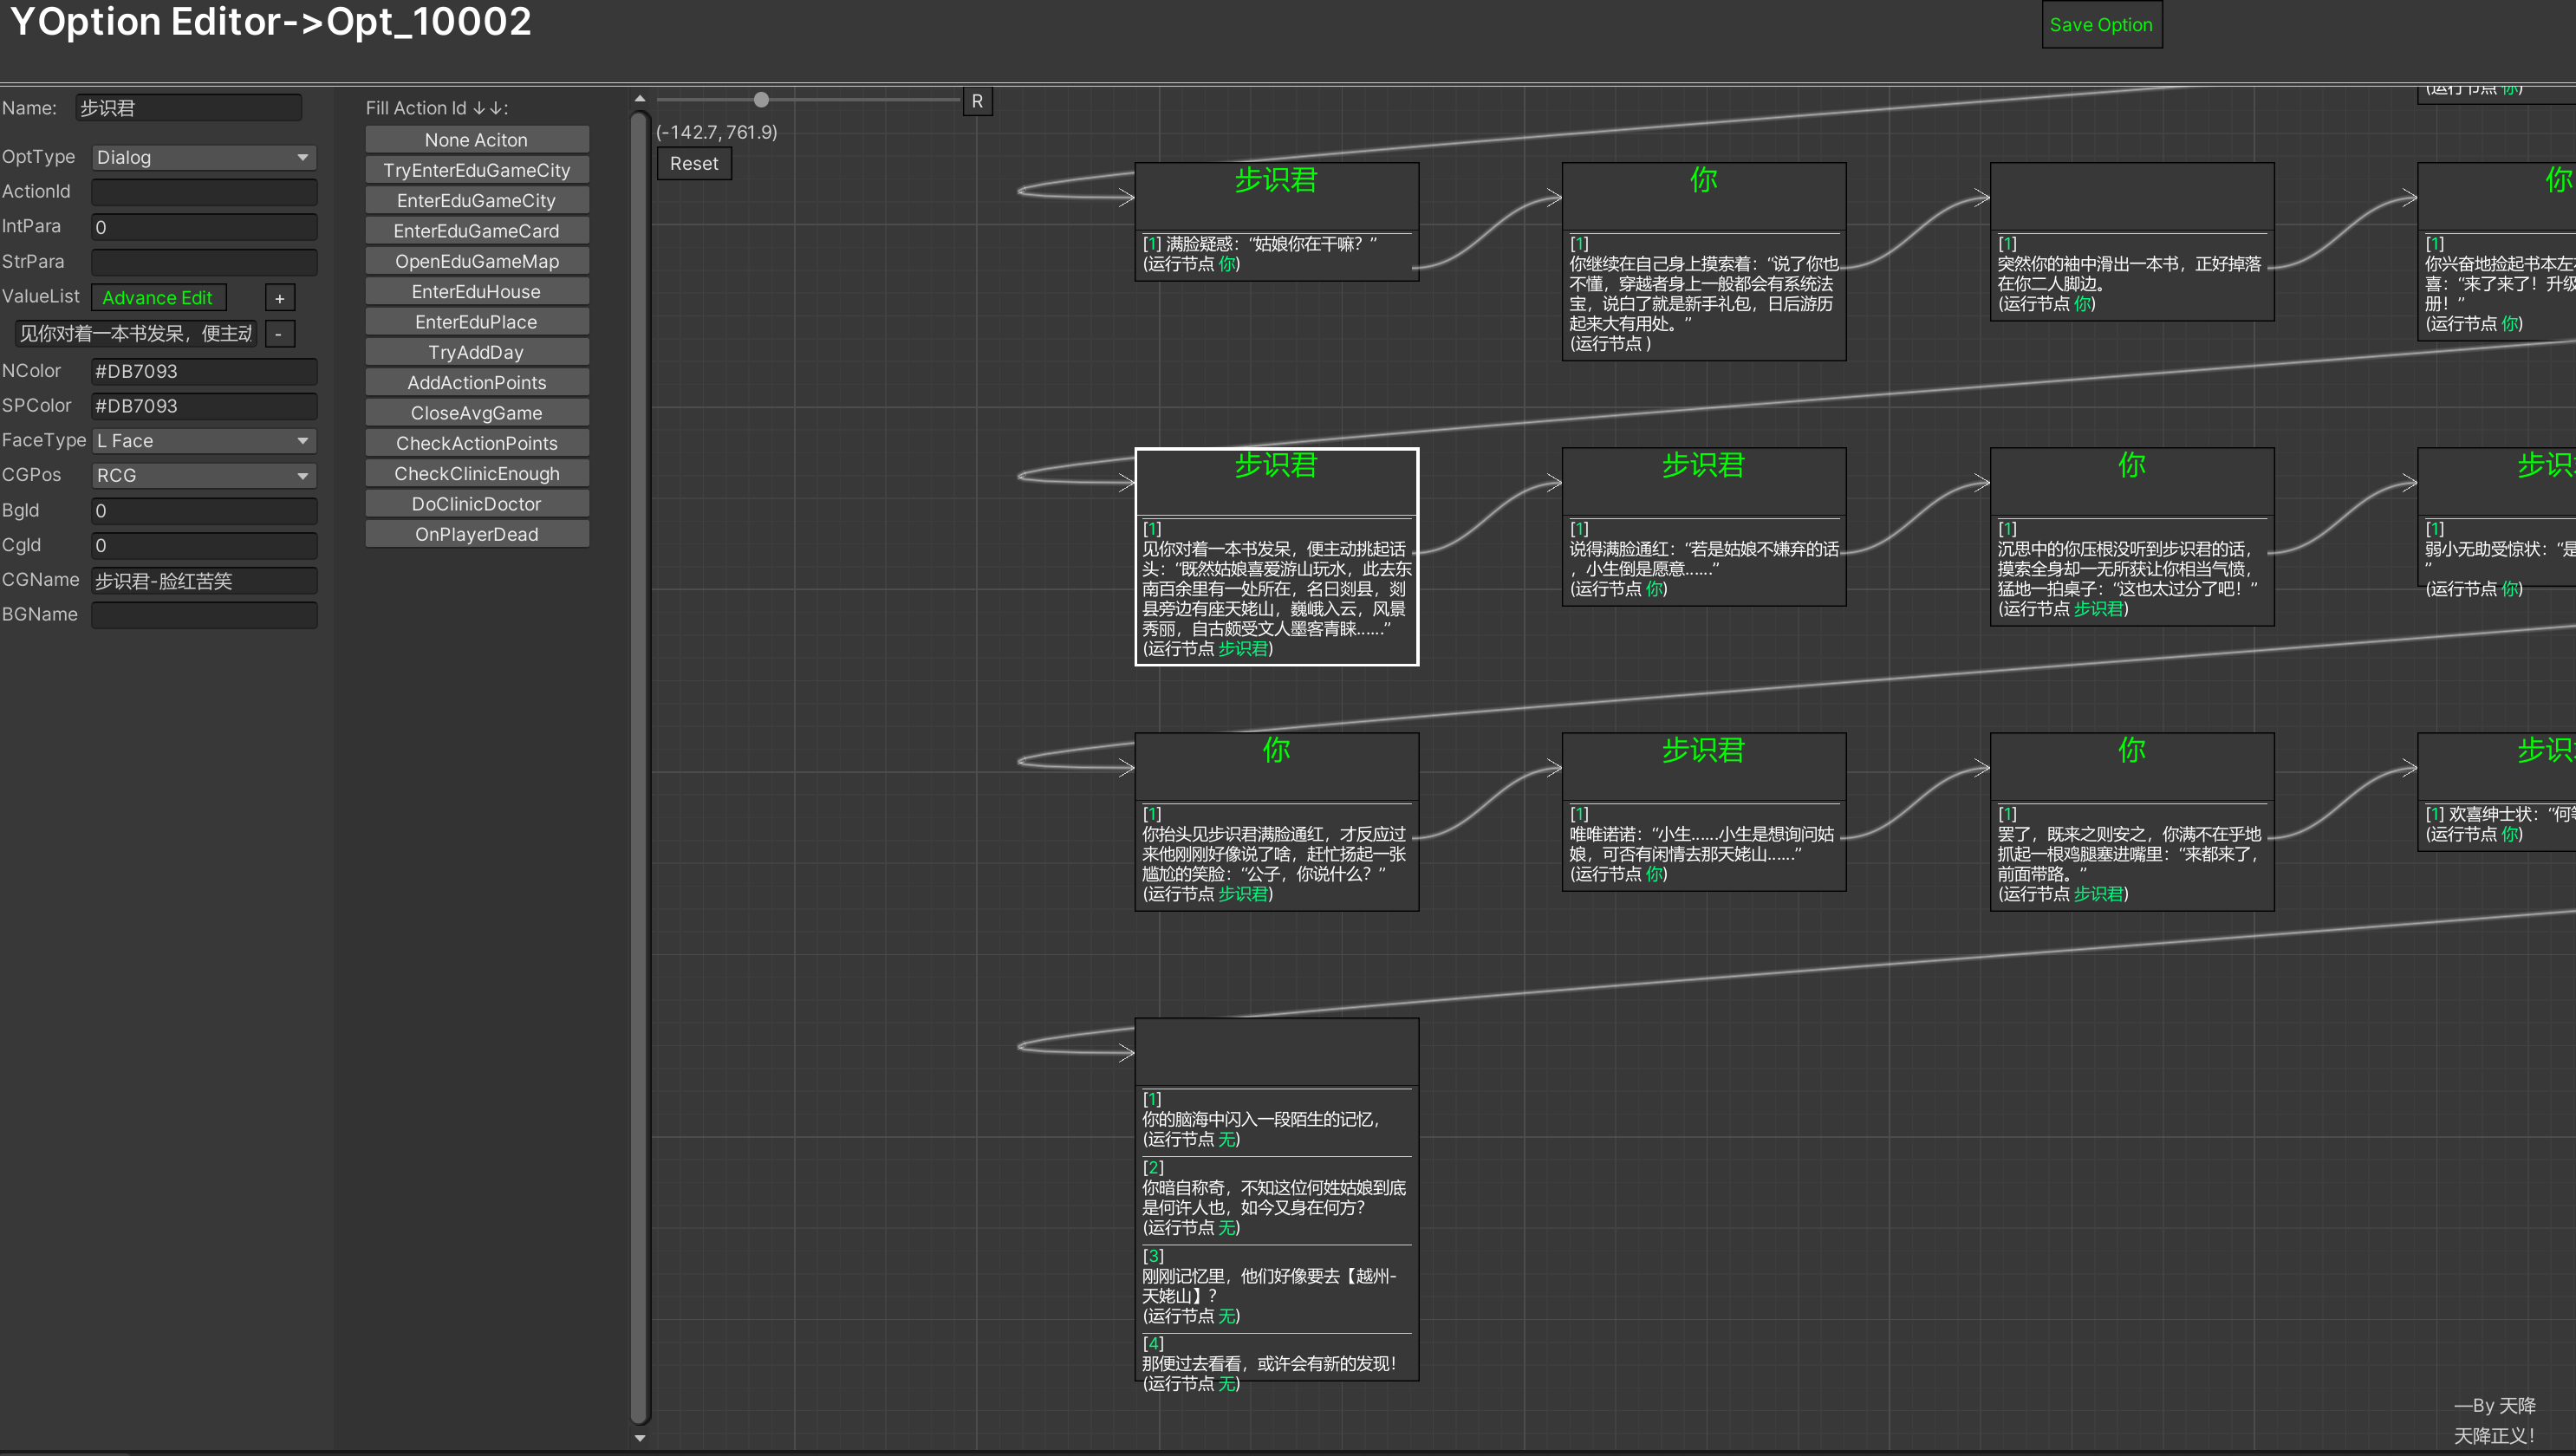 YOption Editor->Opt_10002
Save Option
Name:
步识君
OptType
Dialog
ActionId
IntPara
0
StrPara
ValueList
Advance Edit
+
见你对着一本书发呆，便主动
-
NColor
#DB7093
SPColor
#DB7093
FaceType
L Face
CGPos
RCG
BgId
0
CgId
0
CGName
步识君-脸红苦笑
BGName
Fill Action Id ↓↓:
None Aciton
TryEnterEduGameCity
EnterEduGameCity
EnterEduGameCard
OpenEduGameMap
EnterEduHouse
EnterEduPlace
TryAddDay
AddActionPoints
CloseAvgGame
CheckActionPoints
CheckClinicEnough
DoClinicDoctor
OnPlayerDead
R
(-142.7, 761.9)
Reset
(运行节点 你)
步识君
[1] 满脸疑惑：“姑娘你在干嘛？”
(运行节点 你)
你
[1]
你继续在自己身上摸索着：“说了你也
不懂，穿越者身上一般都会有系统法
宝，说白了就是新手礼包，日后游历
起来大有用处。”
(运行节点 )
[1]
突然你的袖中滑出一本书，正好掉落
在你二人脚边。
(运行节点 你)
你
[1]
你兴奋地捡起书本左
喜：“来了来了！升级
册！”
(运行节点 你)
步识君
[1]
见你对着一本书发呆，便主动挑起话
头：“既然姑娘喜爱游山玩水，此去东
南百余里有一处所在，名曰剡县，剡
县旁边有座天姥山，巍峨入云，风景
秀丽，自古颇受文人墨客青睐......”
(运行节点 步识君)
步识君
[1]
说得满脸通红：“若是姑娘不嫌弃的话
，小生倒是愿意......”
(运行节点 你)
你
[1]
沉思中的你压根没听到步识君的话，
摸索全身却一无所获让你相当气愤，
猛地一拍桌子：“这也太过分了吧！”
(运行节点 步识君)
步识
[1]
弱小无助受惊状：“是
”
(运行节点 你)
你
[1]
你抬头见步识君满脸通红，才反应过
来他刚刚好像说了啥，赶忙扬起一张
尴尬的笑脸：“公子，你说什么？”
(运行节点 步识君)
步识君
[1]
唯唯诺诺：“小生......小生是想询问姑
娘，可否有闲情去那天姥山......”
(运行节点 你)
你
[1]
罢了，既来之则安之，你满不在乎地
抓起一根鸡腿塞进嘴里：“来都来了，
前面带路。”
(运行节点 步识君)
步识
[1] 欢喜绅士状：“何
(运行节点 你)
[1]
你的脑海中闪入一段陌生的记忆，
(运行节点 无)
[2]
你暗自称奇，不知这位何姓姑娘到底
是何许人也，如今又身在何方？
(运行节点 无)
[3]
刚刚记忆里，他们好像要去【越州-
天姥山】？
(运行节点 无)
[4]
那便过去看看，或许会有新的发现！
(运行节点 无)
—By 天降
天降正义！